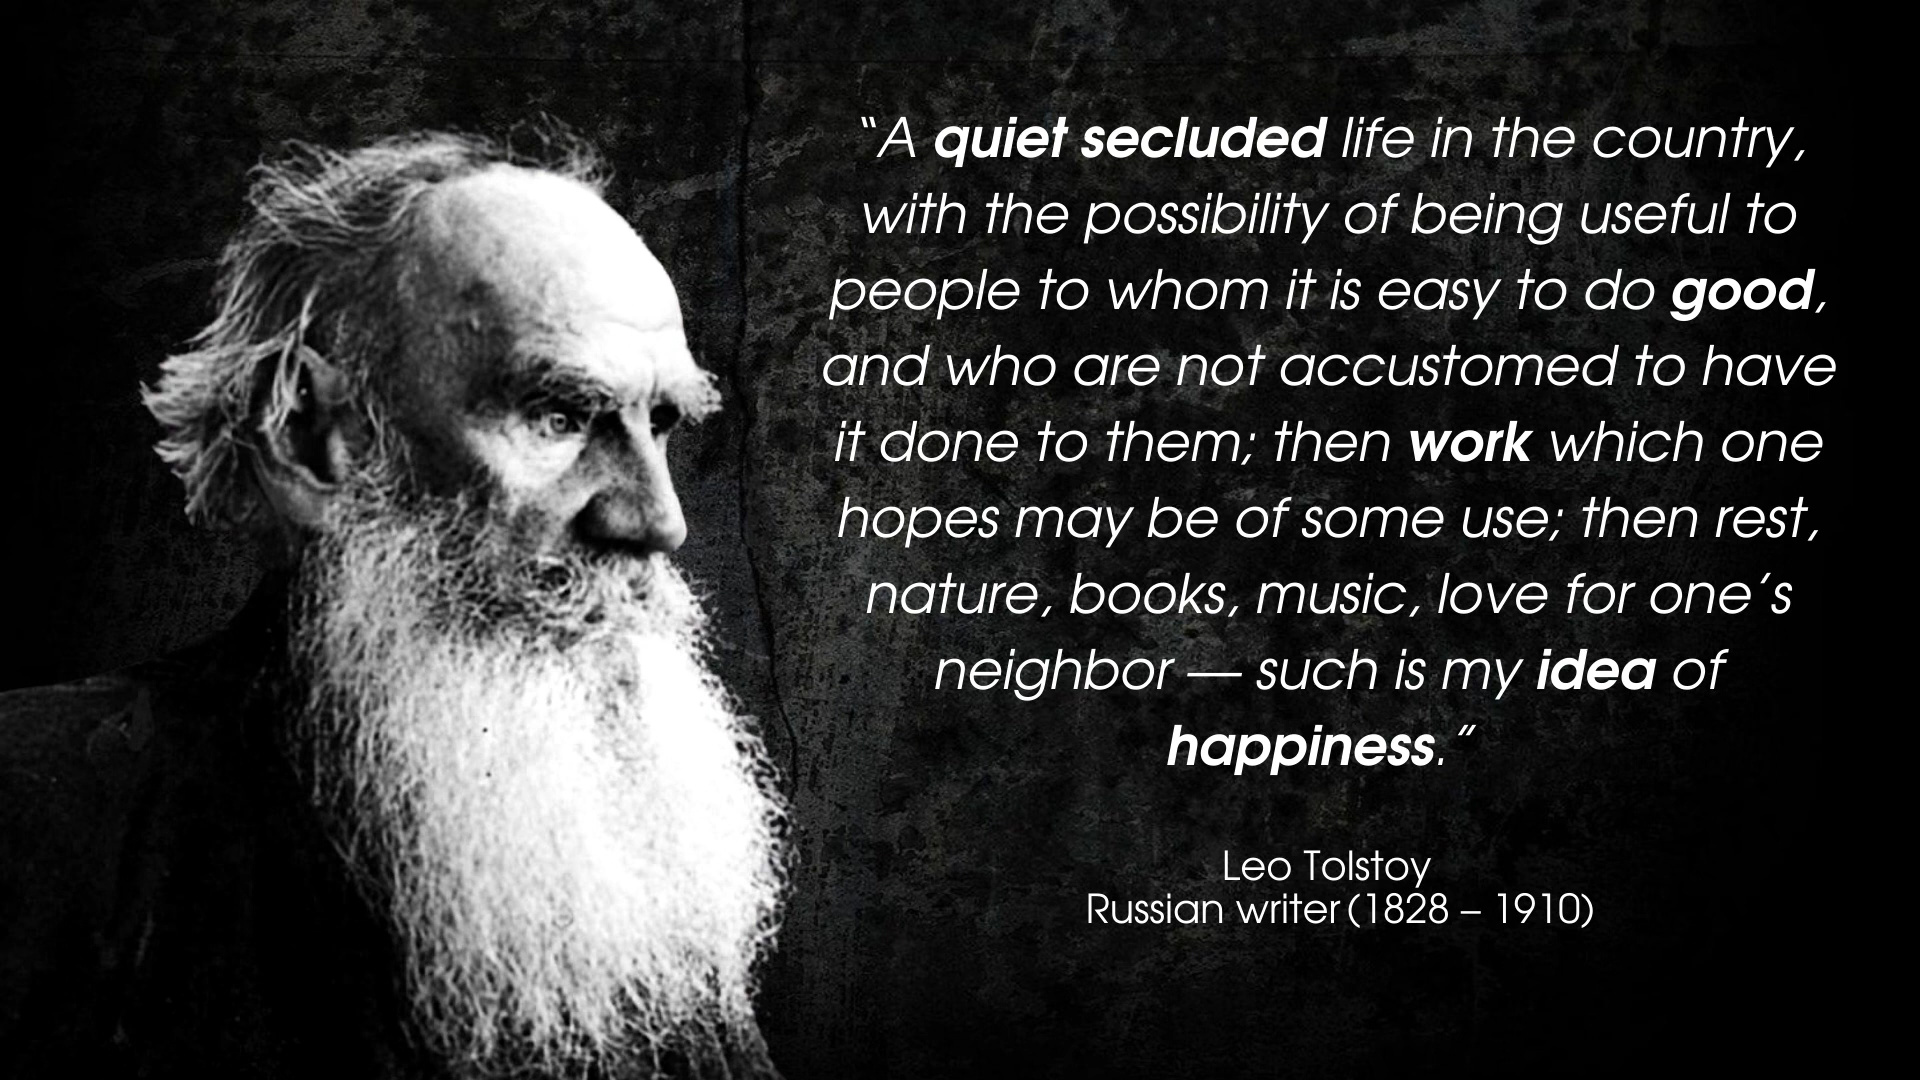 “A quiet secluded life in the country,
with the possibility of being useful to
people to whom it is easy to do good,
and who are not accustomed to have
it done to them; then work which one
hopes may be of some use; then rest,
nature, books, music, love for one’s
neighbor — such is my idea of
happiness.”
Leo Tolstoy
Russian writer (1828 – 1910)